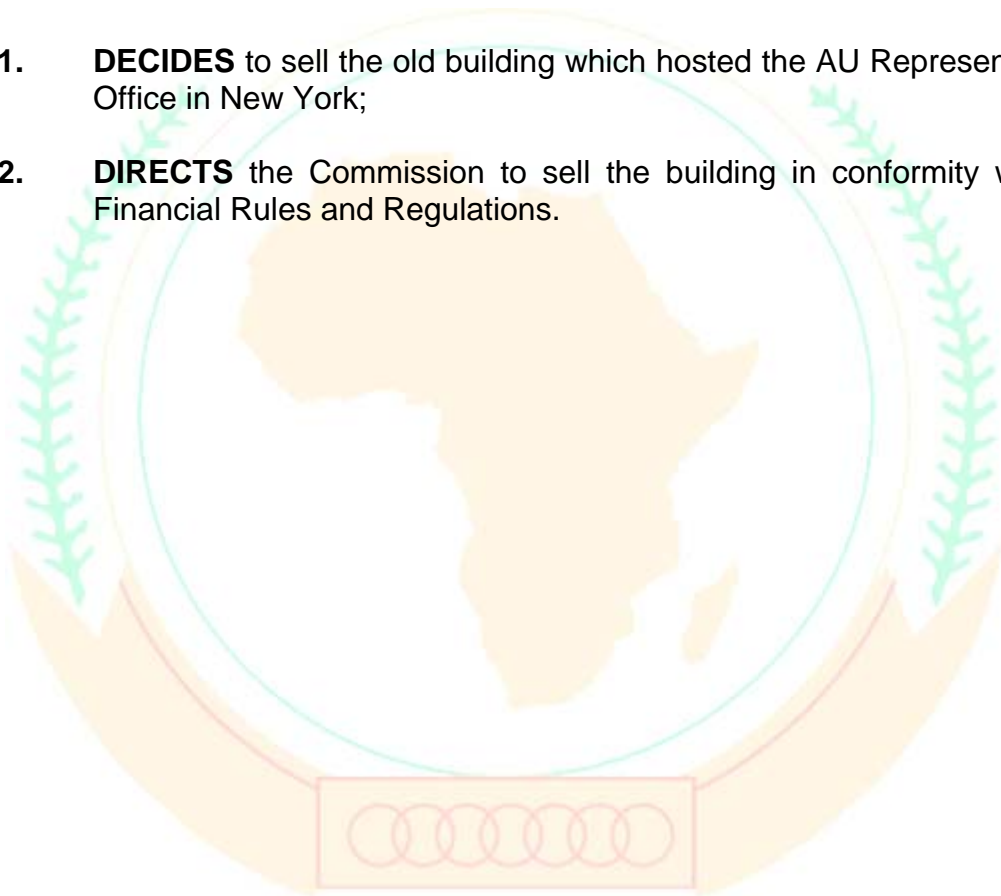 1. DECIDES to sell the old building which hosted the AU Represen
Office in New York;
2. DIRECTS the Commission to sell the building in conformity w
Financial Rules and Regulations.